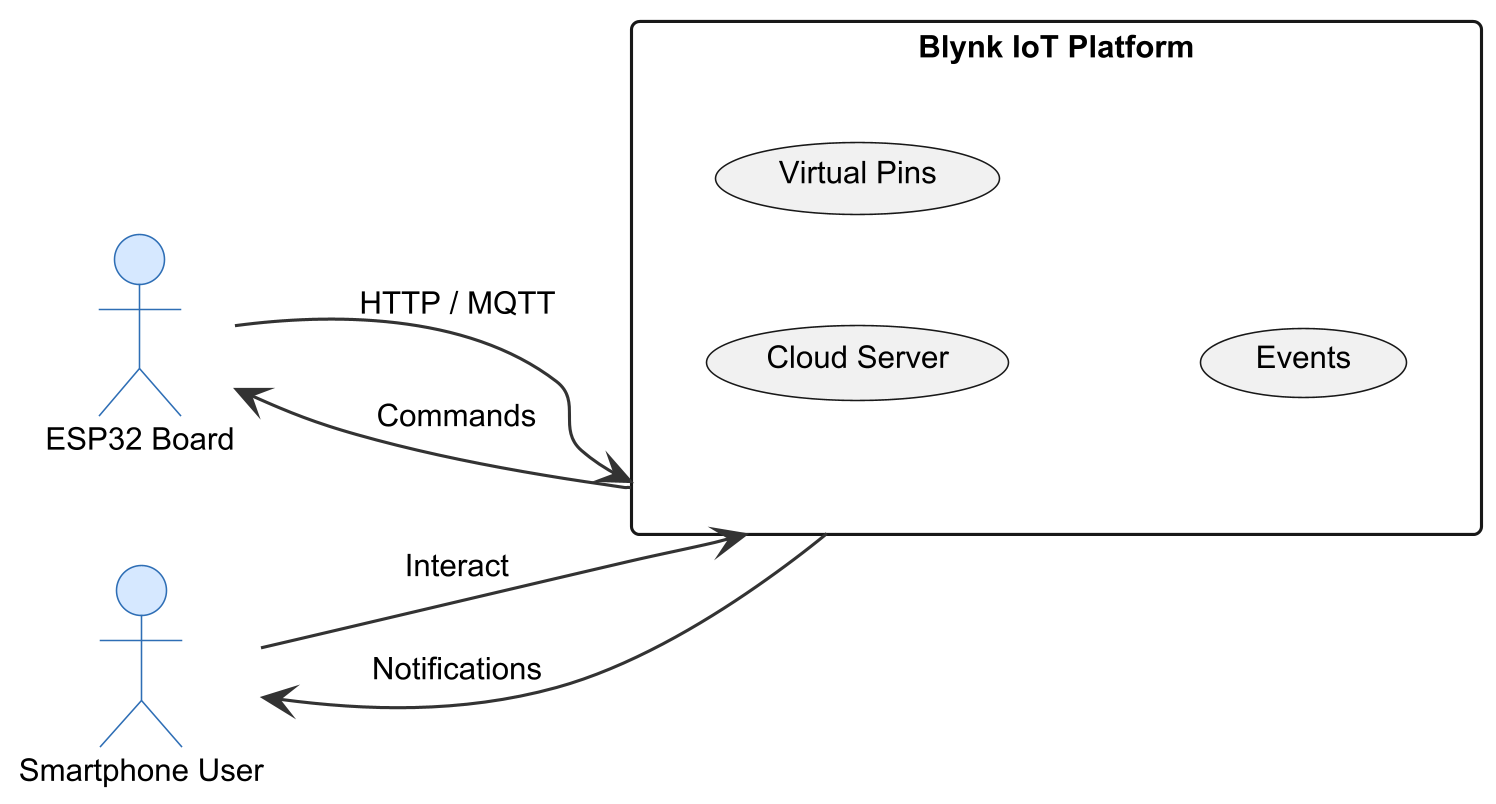 Blynk IoT Platform
Virtual Pins
HTTP / MQTT
Cloud Server
Events
Commands
ESP32 Board
Interact
Notifications
Smartphone User